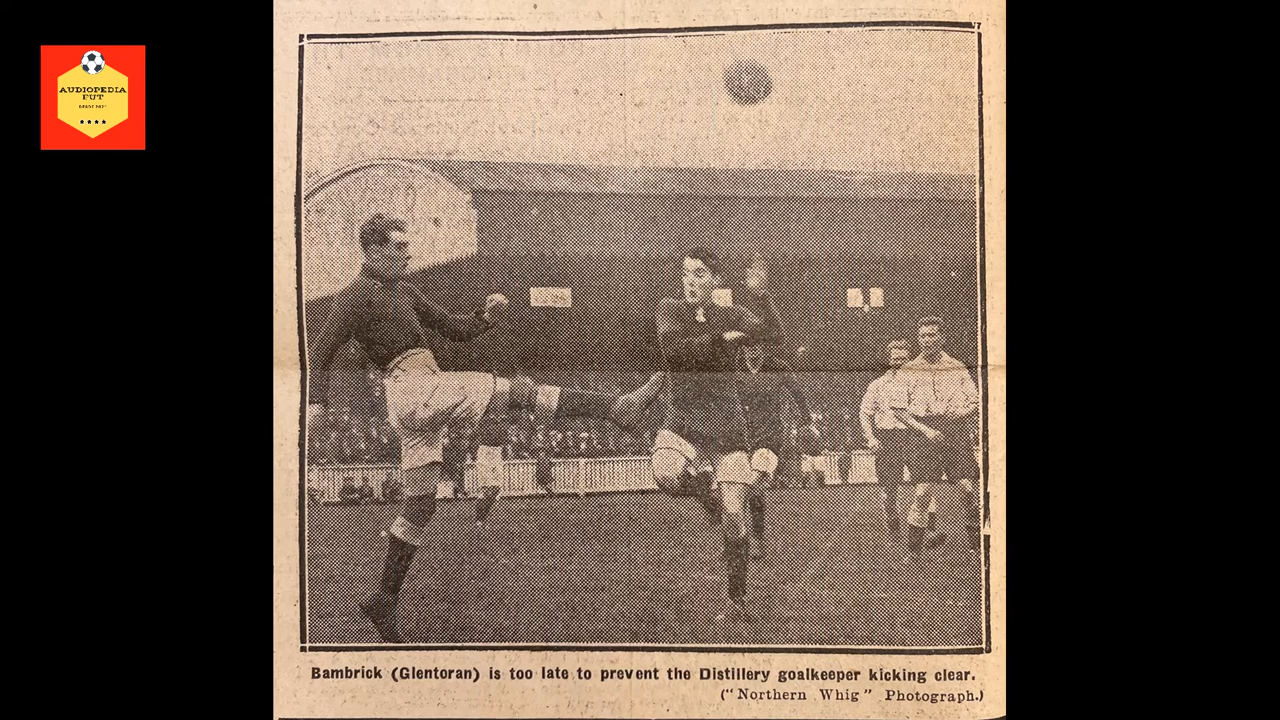 AUDIOPEDIA
FUT
Bambrick (Glentoran) is too late to prevent the Distillery goalkeeper kicking clear.
("Northern Whig" Photograph.)